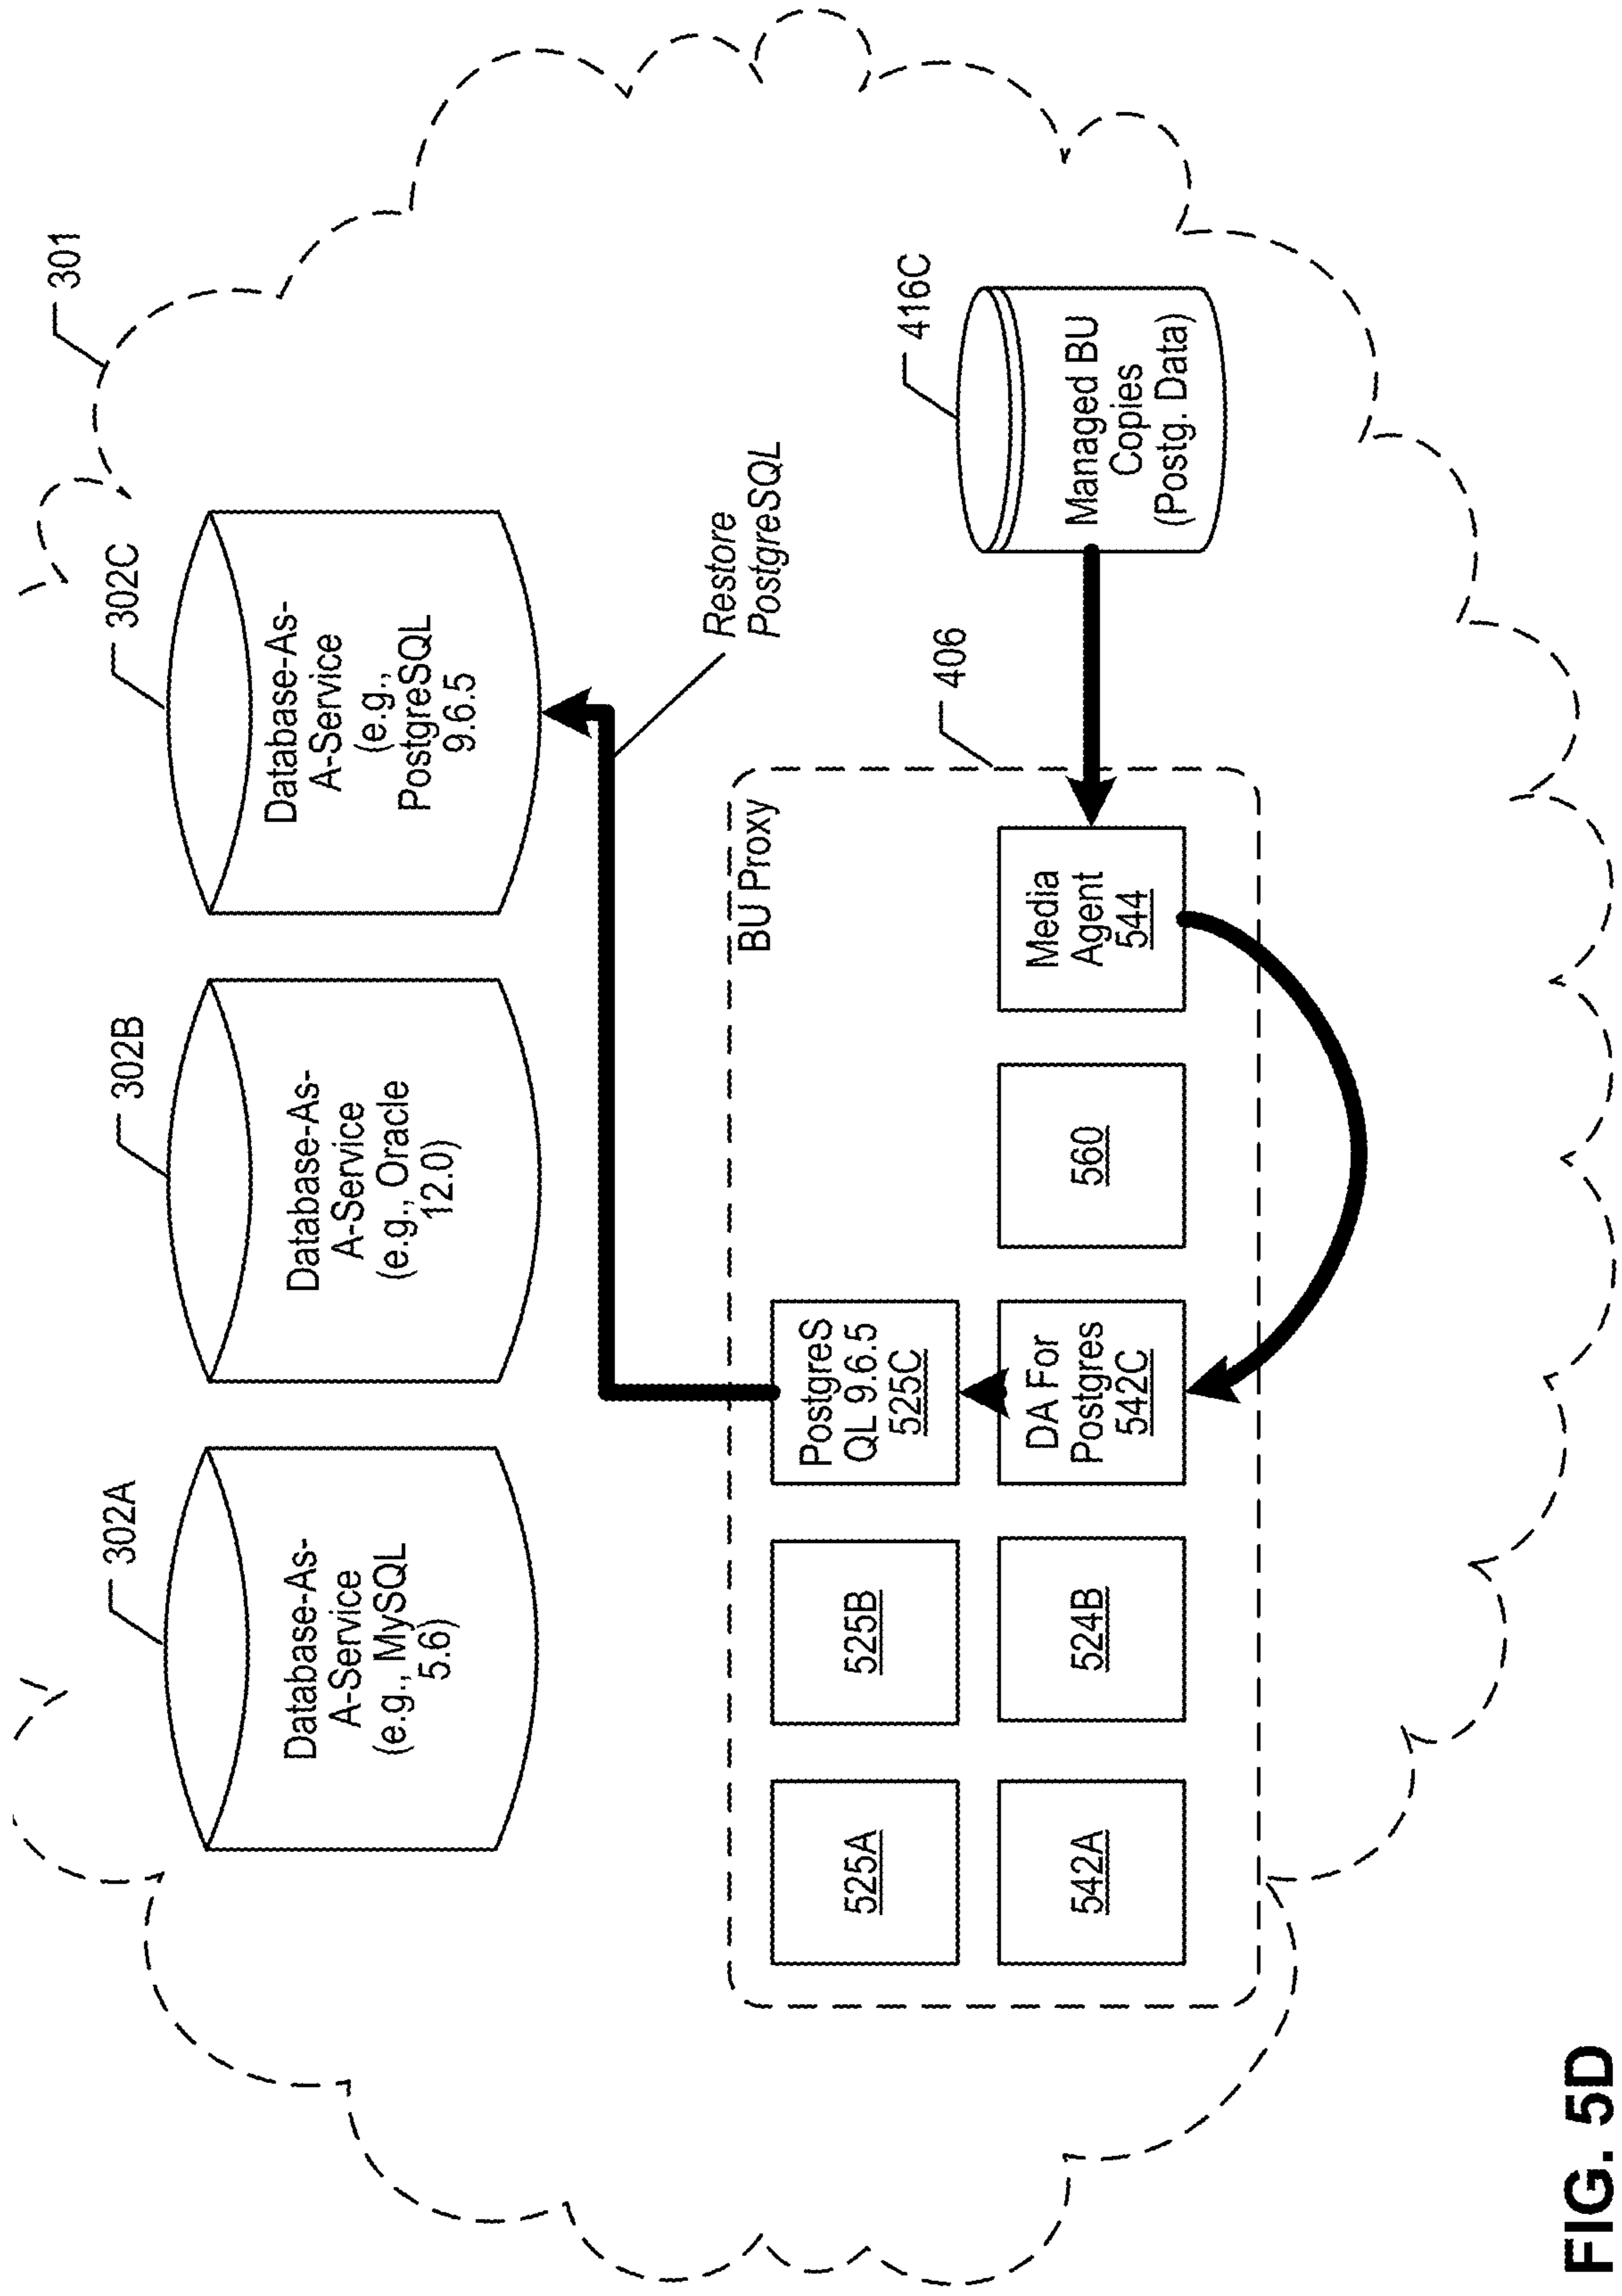 301
302A
302B
302C
Database-As-
A-Service
(e.g., MySQL
5.6)
Database-As-
A-Service
(e.g., Oracle
12.0)
Database-As-
A-Service
(e.g.,
PostgreSQL
9.6.5
Restore
PostgreSQL
BU Proxy
406
416C
525A
525B
PostgreS
QL 9.6.5
525C
542A
524B
DA For
Postgres
542C
560
Media
Agent
544
Managed BU
Copies
(Postg. Data)
FIG. 5D